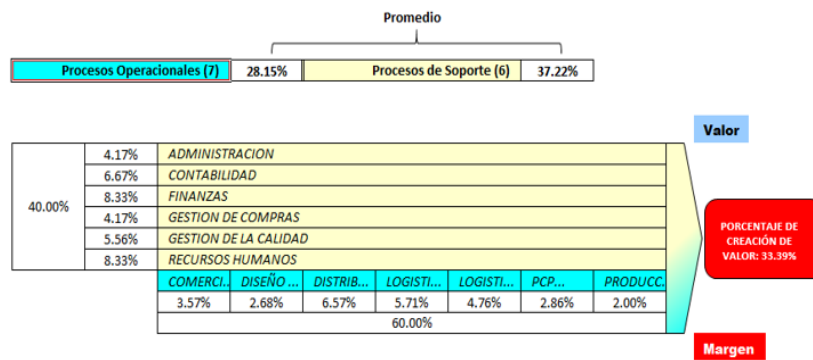 Promedio
Procesos Operacionales (7) 28.15% Procesos de Soporte (6) 37.22%
Valor
40.00%
4.17% ADMINISTRACION
6.67% CONTABILIDAD
8.33% FINANZAS
4.17% GESTION DE COMPRAS
5.56% GESTION DE LA CALIDAD
8.33% RECURSOS HUMANOS
PORCENTAJE DE
CREACIÓN DE
VALOR: 33.39%
COMERCI.. DISEÑO ... DISTRIB... LOGISTI... LOGISTI... PCP... PRODUCC.
3.57% 2.68% 6.57% 5.71% 4.76% 2.86% 2.00%
60.00%
Margen